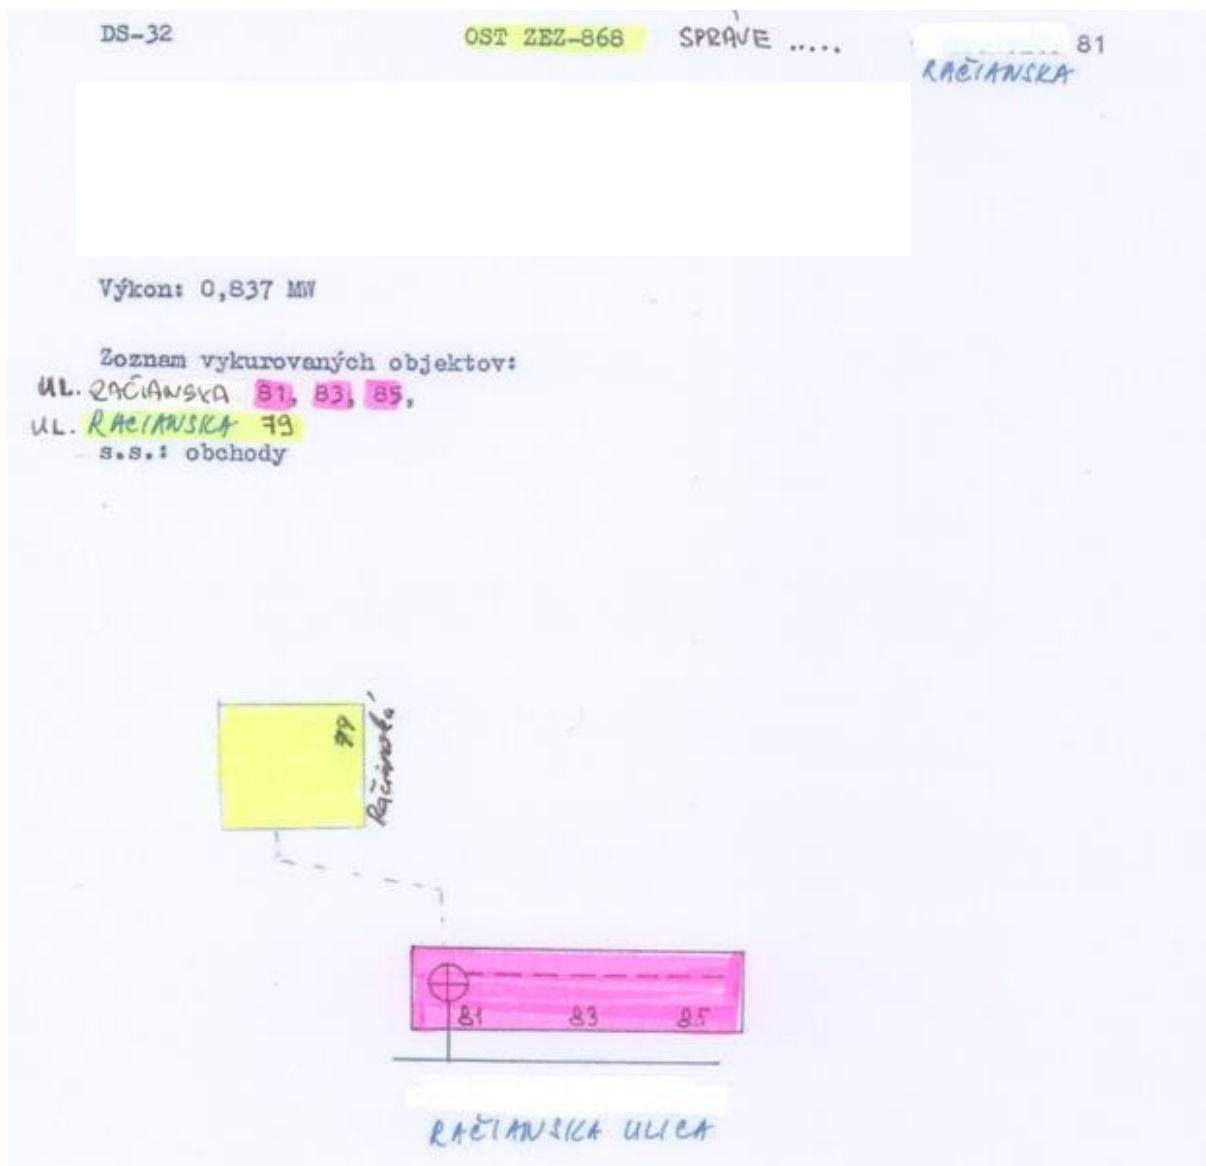 DS-32 OST ZEZ-868 SPRÁVE ..... 81
RAČIANSKA
Výkon: 0,837 MW
Zoznam vykurovaných objektov:
UL. RAČIANSKA 81, 83, 85,
UL. RAČIANSKA 79
s.s.: obchody
79
Račianská
81 83 85
RAČIANSKA ULICA